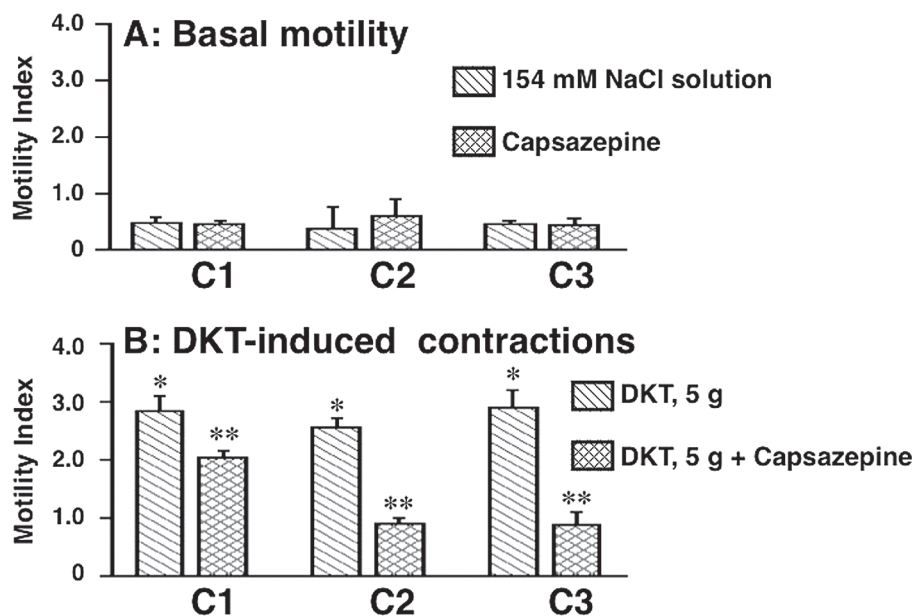 A: Basal motility
4.0
3.0
2.0
1.0
0
Motility Index
154 mM NaCl solution
Capsazepine
C1 C2 C3
B: DKT-induced contractions
4.0
3.0
2.0
1.0
0
Motility Index
* * *
** ** **
DKT, 5 g
DKT, 5 g + Capsazepine
C1 C2 C3